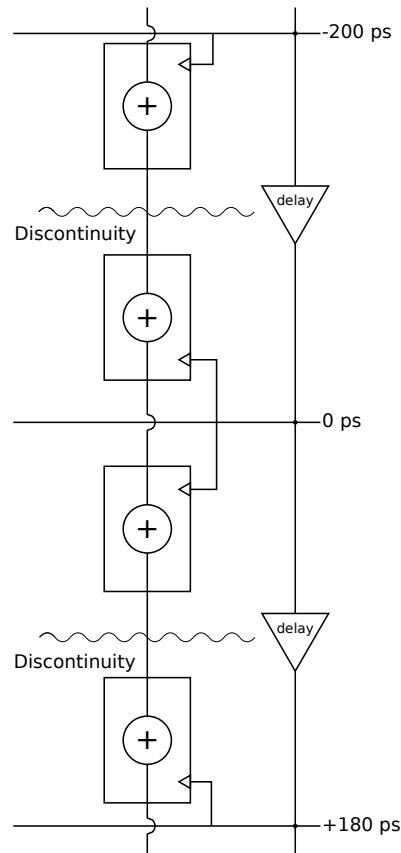 -200 ps
+
delay
Discontinuity
+
0 ps
+
delay
Discontinuity
+
+180 ps